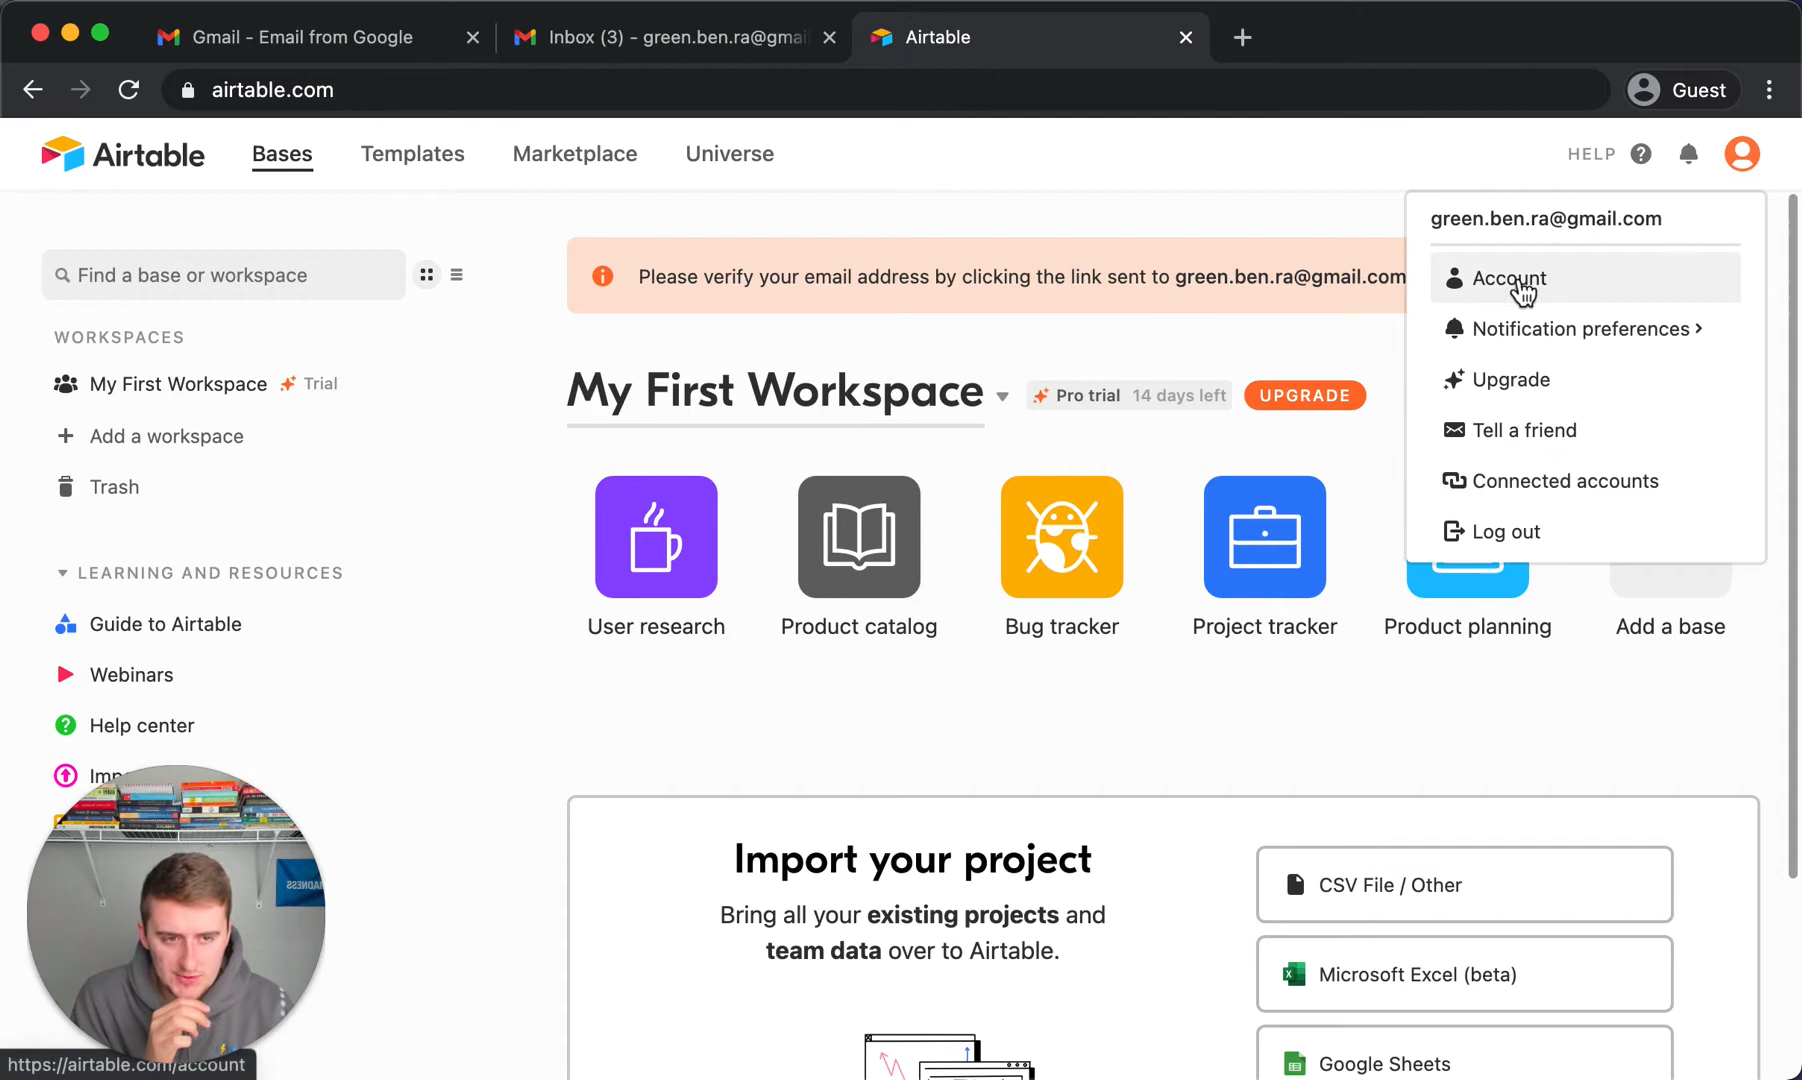 Gmail - Email from Google
Inbox (3) - green.ben.ra@gmai
Airtable
airtable.com
Guest
Airtable
Bases
Templates
Marketplace
Universe
HELP
green.ben.ra@gmail.com
Account
Notification preferences
Upgrade
Tell a friend
Connected accounts
Log out
Find a base or workspace
Please verify your email address by clicking the link sent to green.ben.ra@gmail.com
WORKSPACES
My First Workspace
Trial
Add a workspace
Trash
My First Workspace
Pro trial 14 days left
UPGRADE
User research
Product catalog
Bug tracker
Project tracker
Product planning
Add a base
LEARNING AND RESOURCES
Guide to Airtable
Webinars
Help center
Imp
Import your project
Bring all your existing projects and
team data over to Airtable.
CSV File / Other
Microsoft Excel (beta)
Google Sheets
https://airtable.com/account